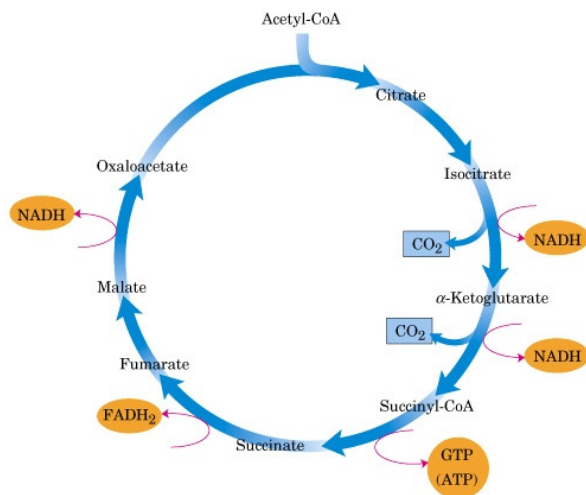 Acetyl-CoA
Citrate
Isocitrate
CO₂
NADH
α-Ketoglutarate
CO₂
NADH
Succinyl-CoA
GTP
(ATP)
Succinate
FADH₂
Fumarate
Malate
NADH
Oxaloacetate